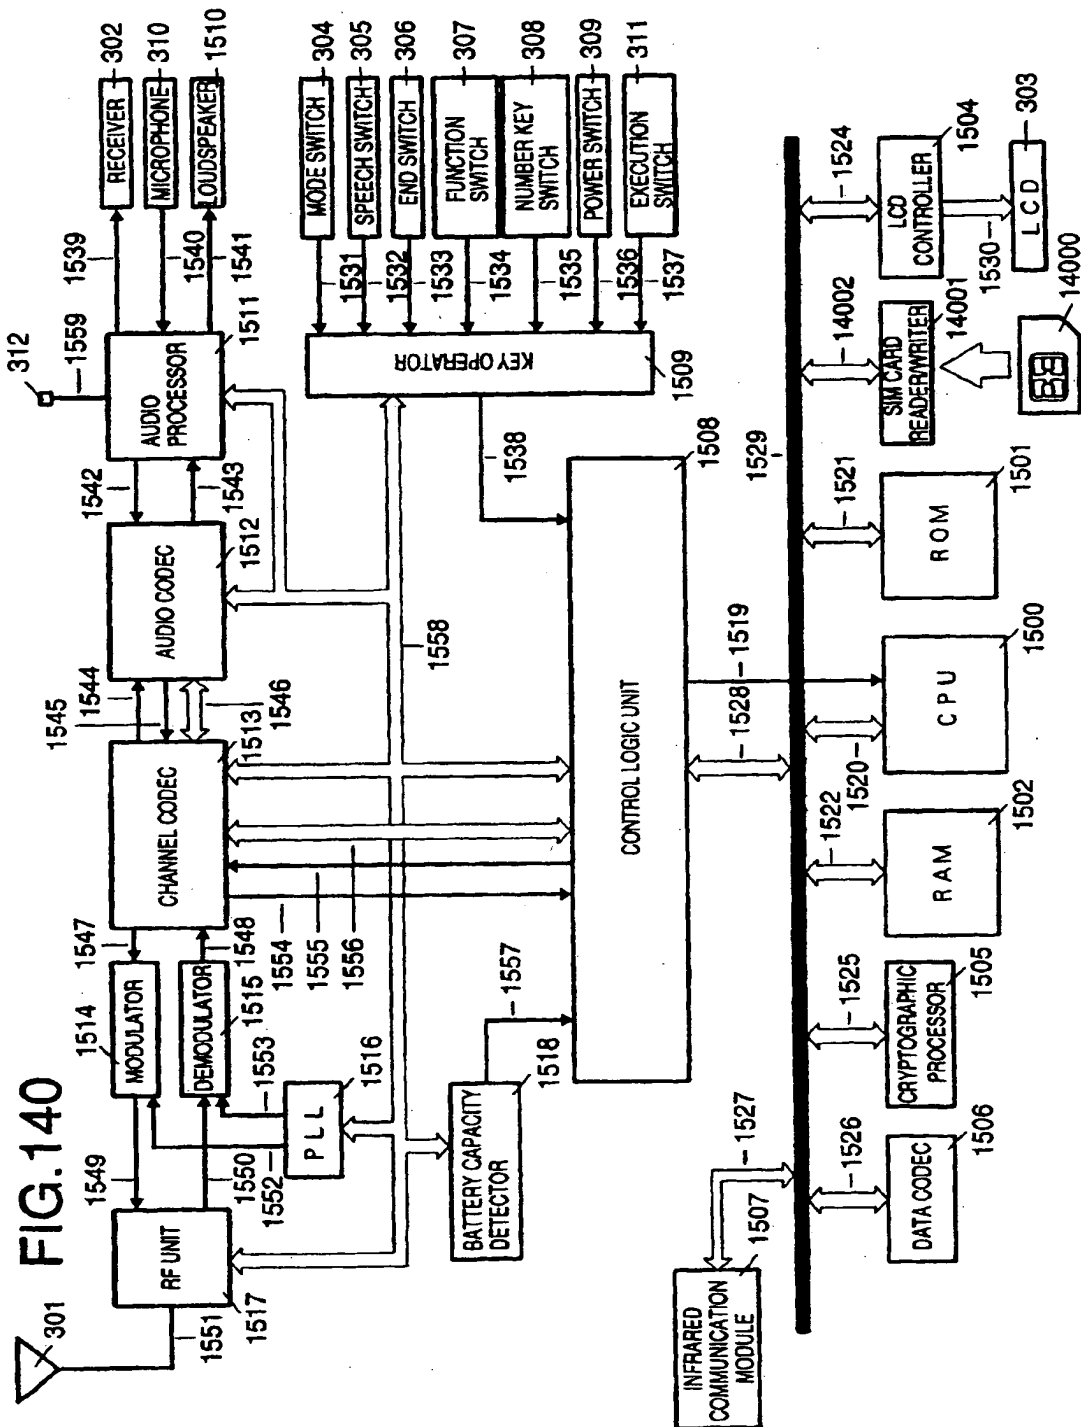 FIG.140
301
1551
RF UNIT
1517
1549
1550
1552
1553
MODULATOR
1514
DEMODULATOR
1515
PLL
1516
1547
1548
CHANNEL CODEC
1513
1545
1544
1546
AUDIO CODEC
1512
1542
1543
AUDIO
PROCESSOR
1511
312
1559
1539
1540
1541
RECEIVER
302
MICROPHONE
310
LOUDSPEAKER
1510
1554
1555
1556
1558
BATTERY CAPACITY
DETECTOR
1518
1557
KEY OPERATOR
1509
1538
1531
1532
1533
1534
1535
1536
1537
MODE SWITCH
304
SPEECH SWITCH
305
END SWITCH
306
FUNCTION
SWITCH
307
NUMBER KEY
SWITCH
308
POWER SWITCH
309
EXECUTION
SWITCH
311
CONTROL LOGIC UNIT
1508
1528
1519
1529
INFRARED
COMMUNICATION
MODULE
1507
1527
1526
DATA CODEC
1506
1525
CRYPTOGRAPHIC
PROCESSOR
1505
1522
RAM
1502
1520
CPU
1500
1521
ROM
1501
14002
SIM CARD
READER/WRITER
14001
14000
1524
LCD
CONTROLLER
1504
1530
LCD
303